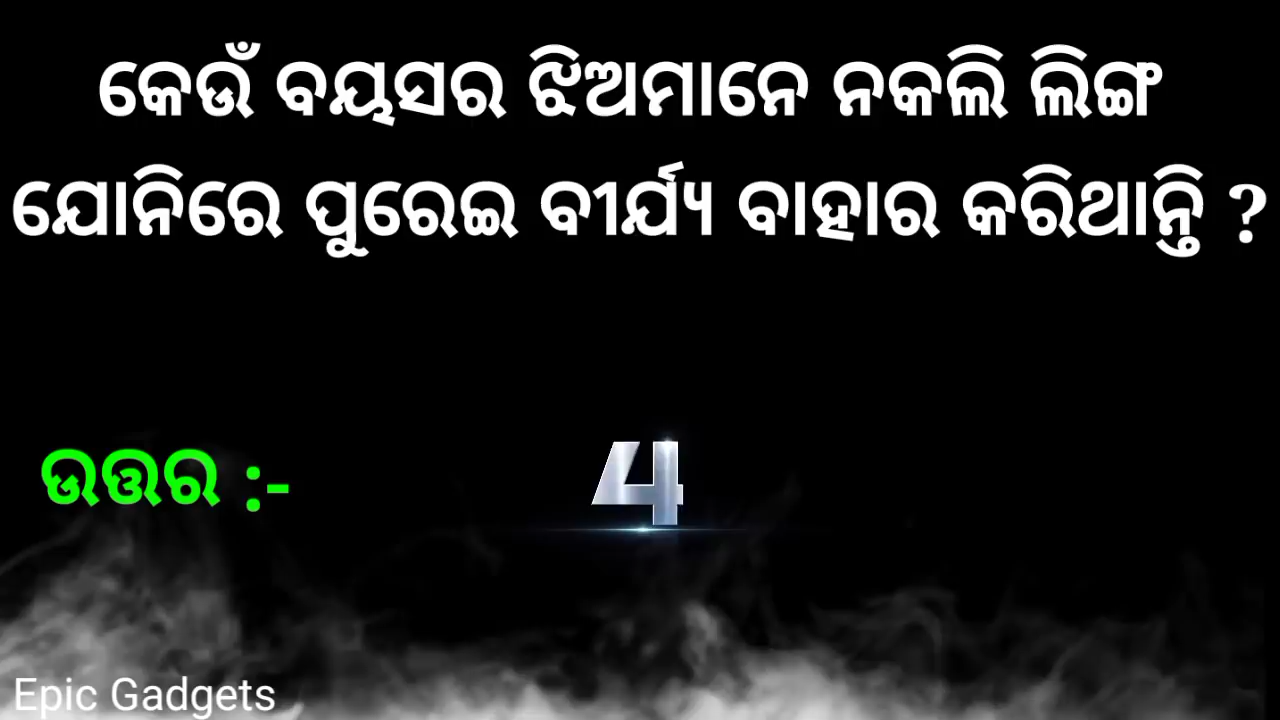 କେଉଁ ବୟସର ଝିଅମାନେ ନକଲି ଲିଙ୍ଗ
ଯୋନିରେ ପୁରେଇ ବୀର୍ଯ୍ୟ ବାହାର କରିଥାନ୍ତି ?
ଉତ୍ତର :- 4
Epic Gadgets